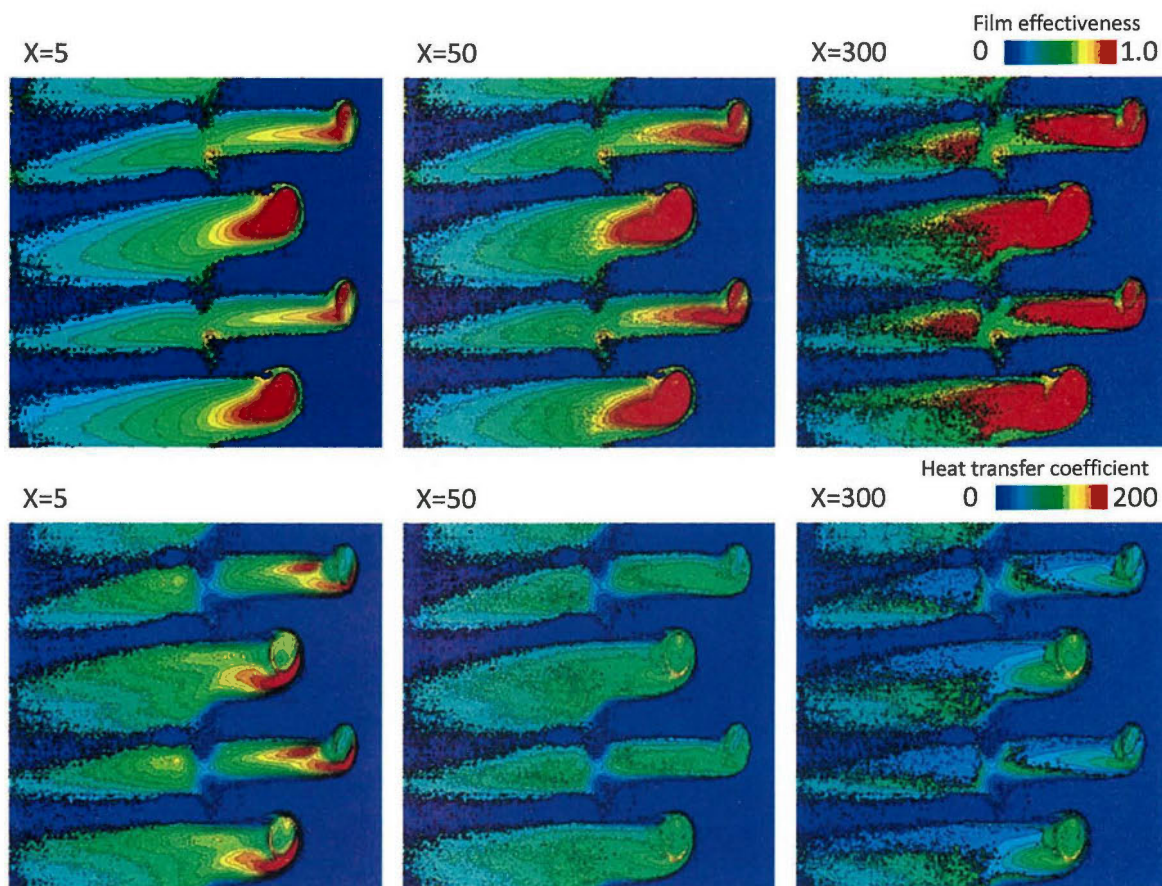 Film effectiveness
X=5 X=50 X=300 0 1.0
Heat transfer coefficient
X=5 X=50 X=300 0 200